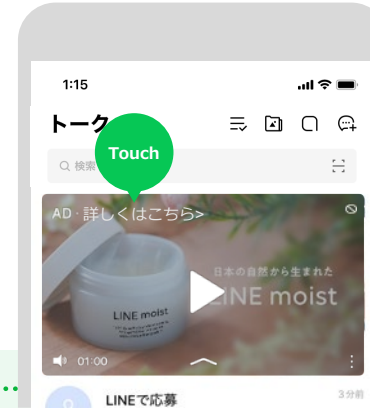 1:15
トーク
Touch
検索
AD · 詳しくはこちら>
日本の自然から生まれた
LINE moist
LINE moist
01:00
LINEで応募
3分前